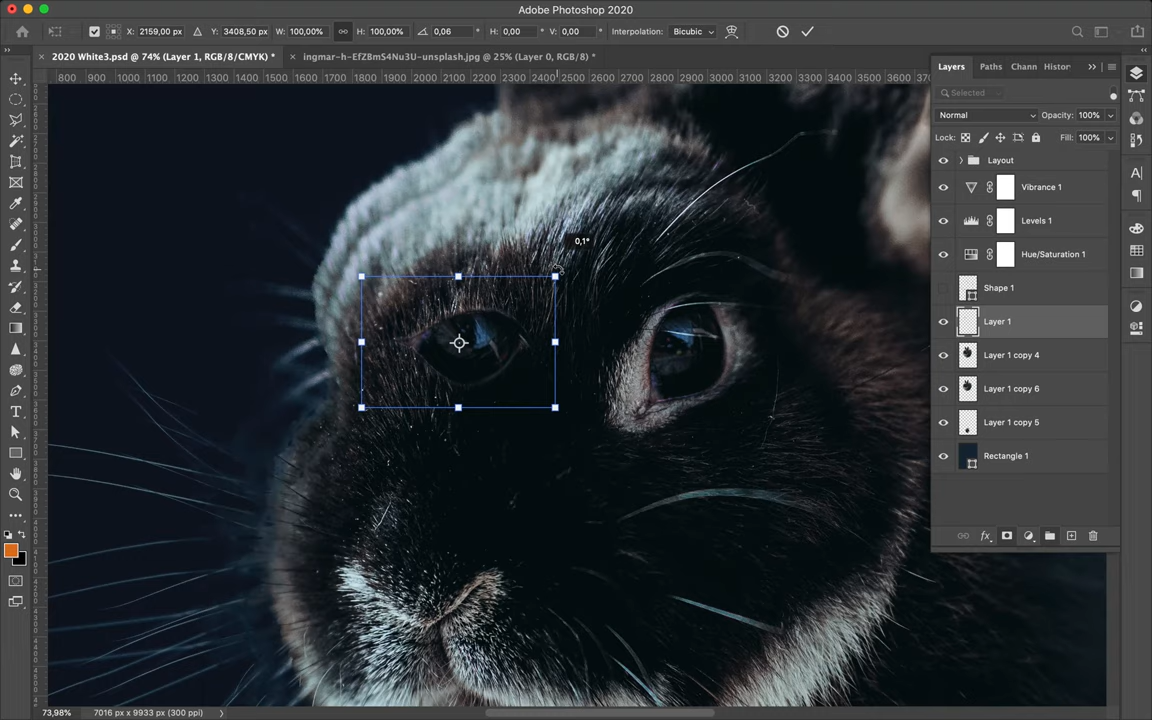 Adobe Photoshop 2020
X: 2159,00 px Y: 3408,50 px W: 100,00% H: 100,00% 0,06 ° H: 0,00 ° V: 0,00 ° Interpolation: Bicubic
2020 White3.psd @ 74% (Layer 1, RGB/8/CMYK) * ingmar-h-EfZBmS4Nu3U-unsplash.jpg @ 25% (Layer 0, RGB/8) *
800 900 1000 1100 1200 1300 1400 1500 1600 1700 1800 1900 2000 2100 2200 2300 2400 2500 2600 2700 2800 2900 3000 3100 3200 3300 3400 3500 3600 3700
Layers Paths Chann Histor
Selected
Normal Opacity: 100%
Lock: Fill: 100%
Layout
Vibrance 1
Levels 1
Hue/Saturation 1
Shape 1
Layer 1
Layer 1 copy 4
Layer 1 copy 6
Layer 1 copy 5
Rectangle 1
0,1°
73,98% 7016 px x 9933 px (300 ppi)